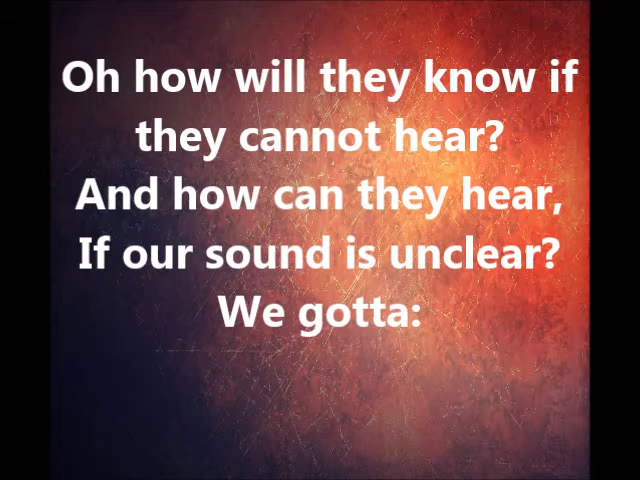 Oh how will they know if
they cannot hear?
And how can they hear,
If our sound is unclear?
We gotta: